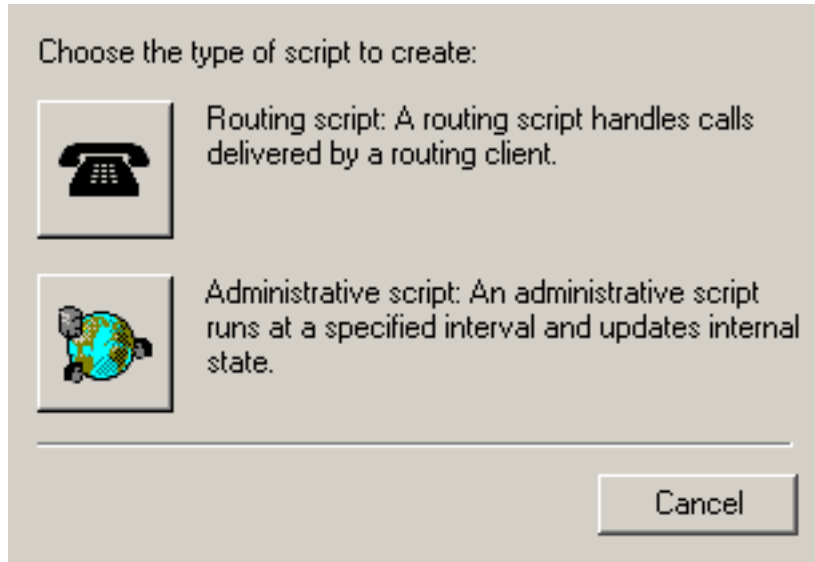 Choose the type of script to create:
Routing script: A routing script handles calls
delivered by a routing client.
Administrative script: An administrative script
runs at a specified interval and updates internal
state.
Cancel